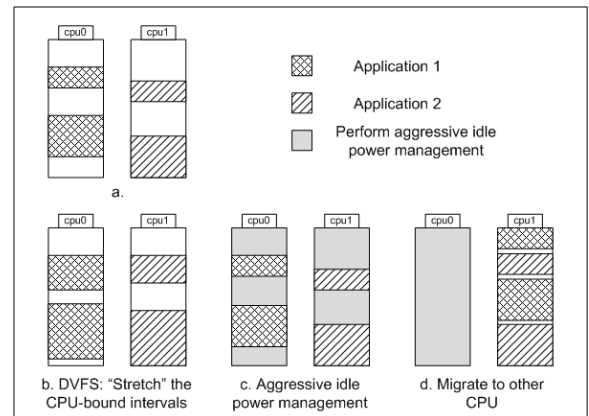 cpu0 cpu1
Application 1
Application 2
Perform aggressive idle
power management
a.
cpu0 cpu1 cpu0 cpu1 cpu0 cpu1
b. DVFS: “Stretch” the
CPU-bound intervals
c. Aggressive idle
power management
d. Migrate to other
CPU